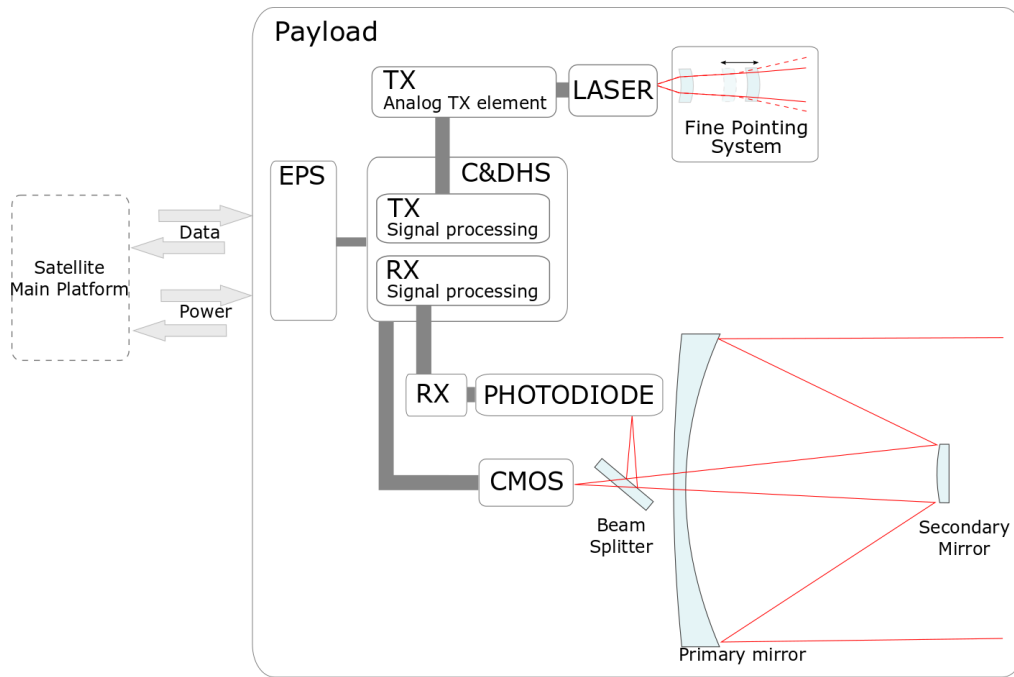 Payload
TX
Analog TX element
LASER
Fine Pointing
System
EPS
C&DHS
TX
Signal processing
RX
Signal processing
Data
Power
Satellite
Main Platform
RX
PHOTODIODE
CMOS
Beam
Splitter
Secondary
Mirror
Primary mirror